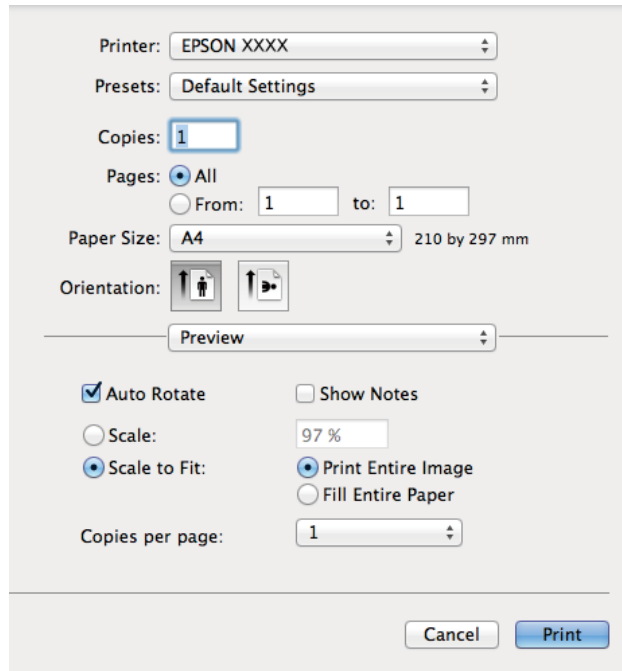 Printer: EPSON XXXX
Presets: Default Settings
Copies: 1
Pages: All
From: 1 to: 1
Paper Size: A4 210 by 297 mm
Orientation:
Preview
Auto Rotate Show Notes
Scale: 97 %
Scale to Fit: Print Entire Image
Fill Entire Paper
Copies per page: 1
Cancel Print